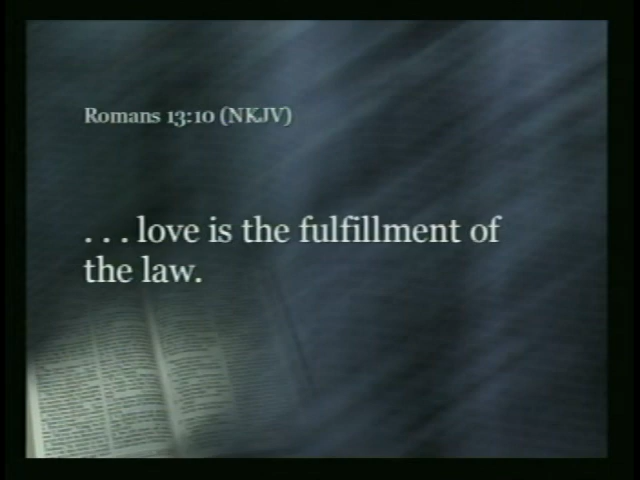 Romans 13:10 (NKJV)
. . . love is the fulfillment of
the law.